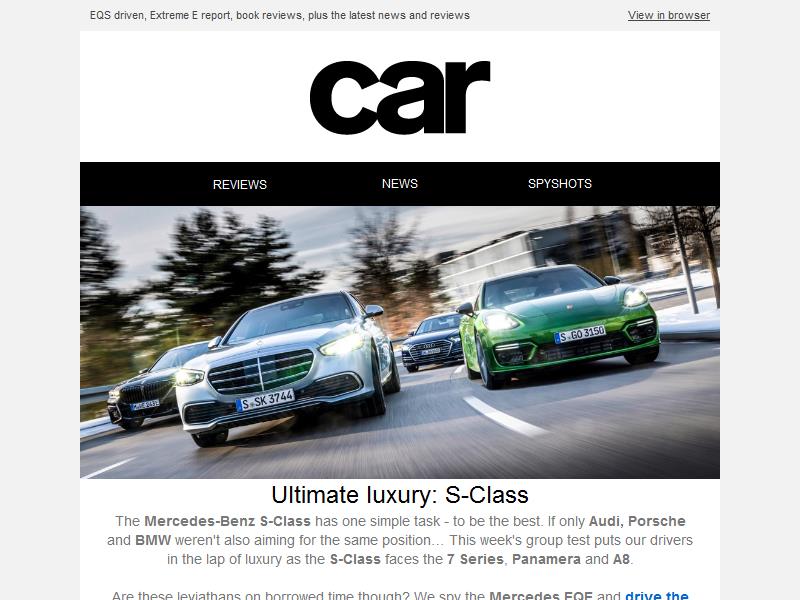 EQS driven, Extreme E report, book reviews, plus the latest news and reviews
View in browser
car
REVIEWS NEWS SPYSHOTS
S SK 3744
S GO 3150
Ultimate luxury: S-Class
The Mercedes-Benz S-Class has one simple task - to be the best. If only Audi, Porsche
and BMW weren't also aiming for the same position… This week's group test puts our drivers
in the lap of luxury as the S-Class faces the 7 Series, Panamera and A8.
Are these leviathans on borrowed time though? We spy the Mercedes EQE and drive the